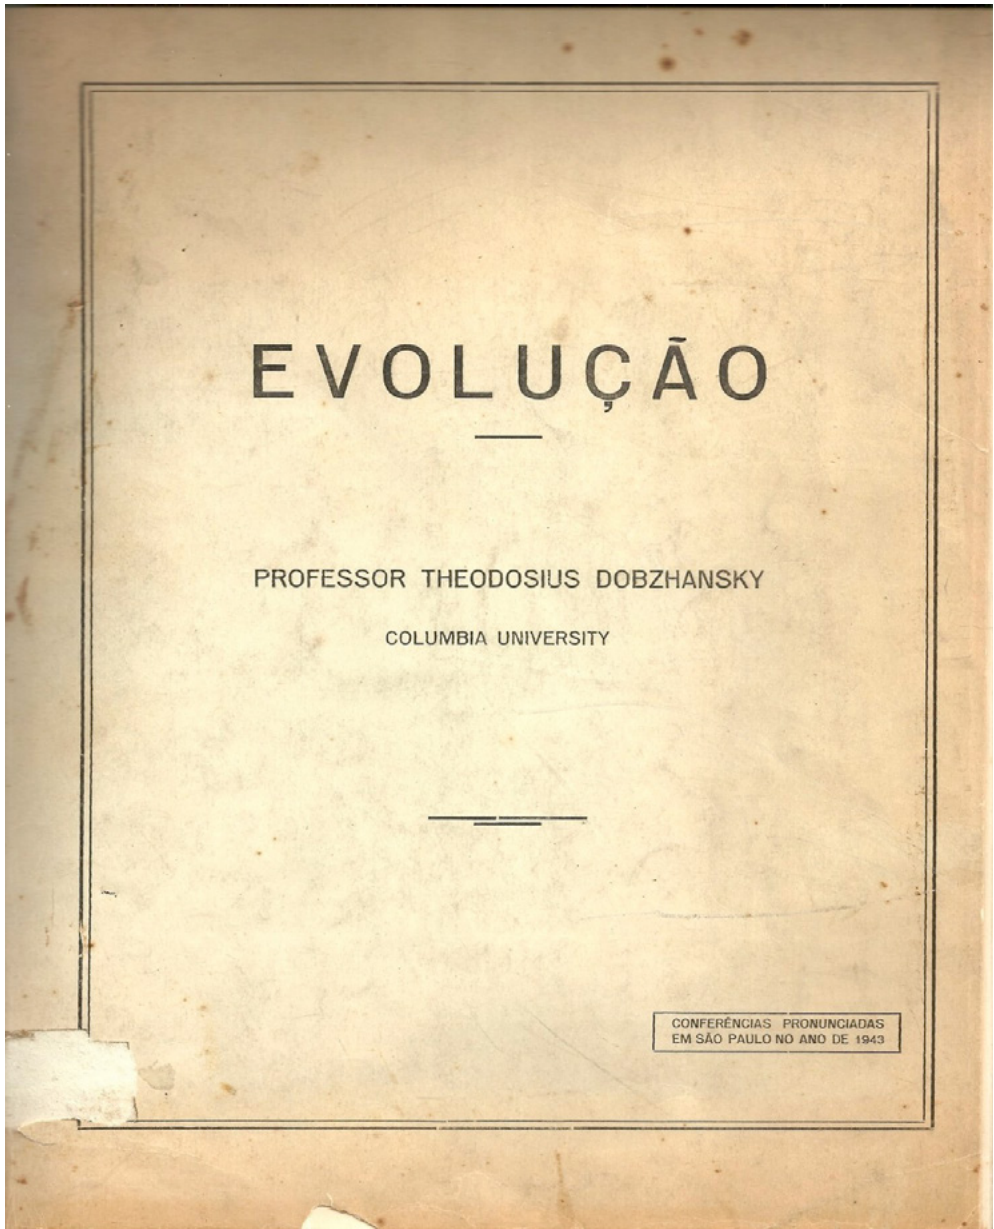 EVOLUÇÃO
PROFESSOR THEODOSIUS DOBZHANSKY
COLUMBIA UNIVERSITY
CONFERÊNCIAS PRONUNCIADAS
EM SÃO PAULO NO ANO DE 1943